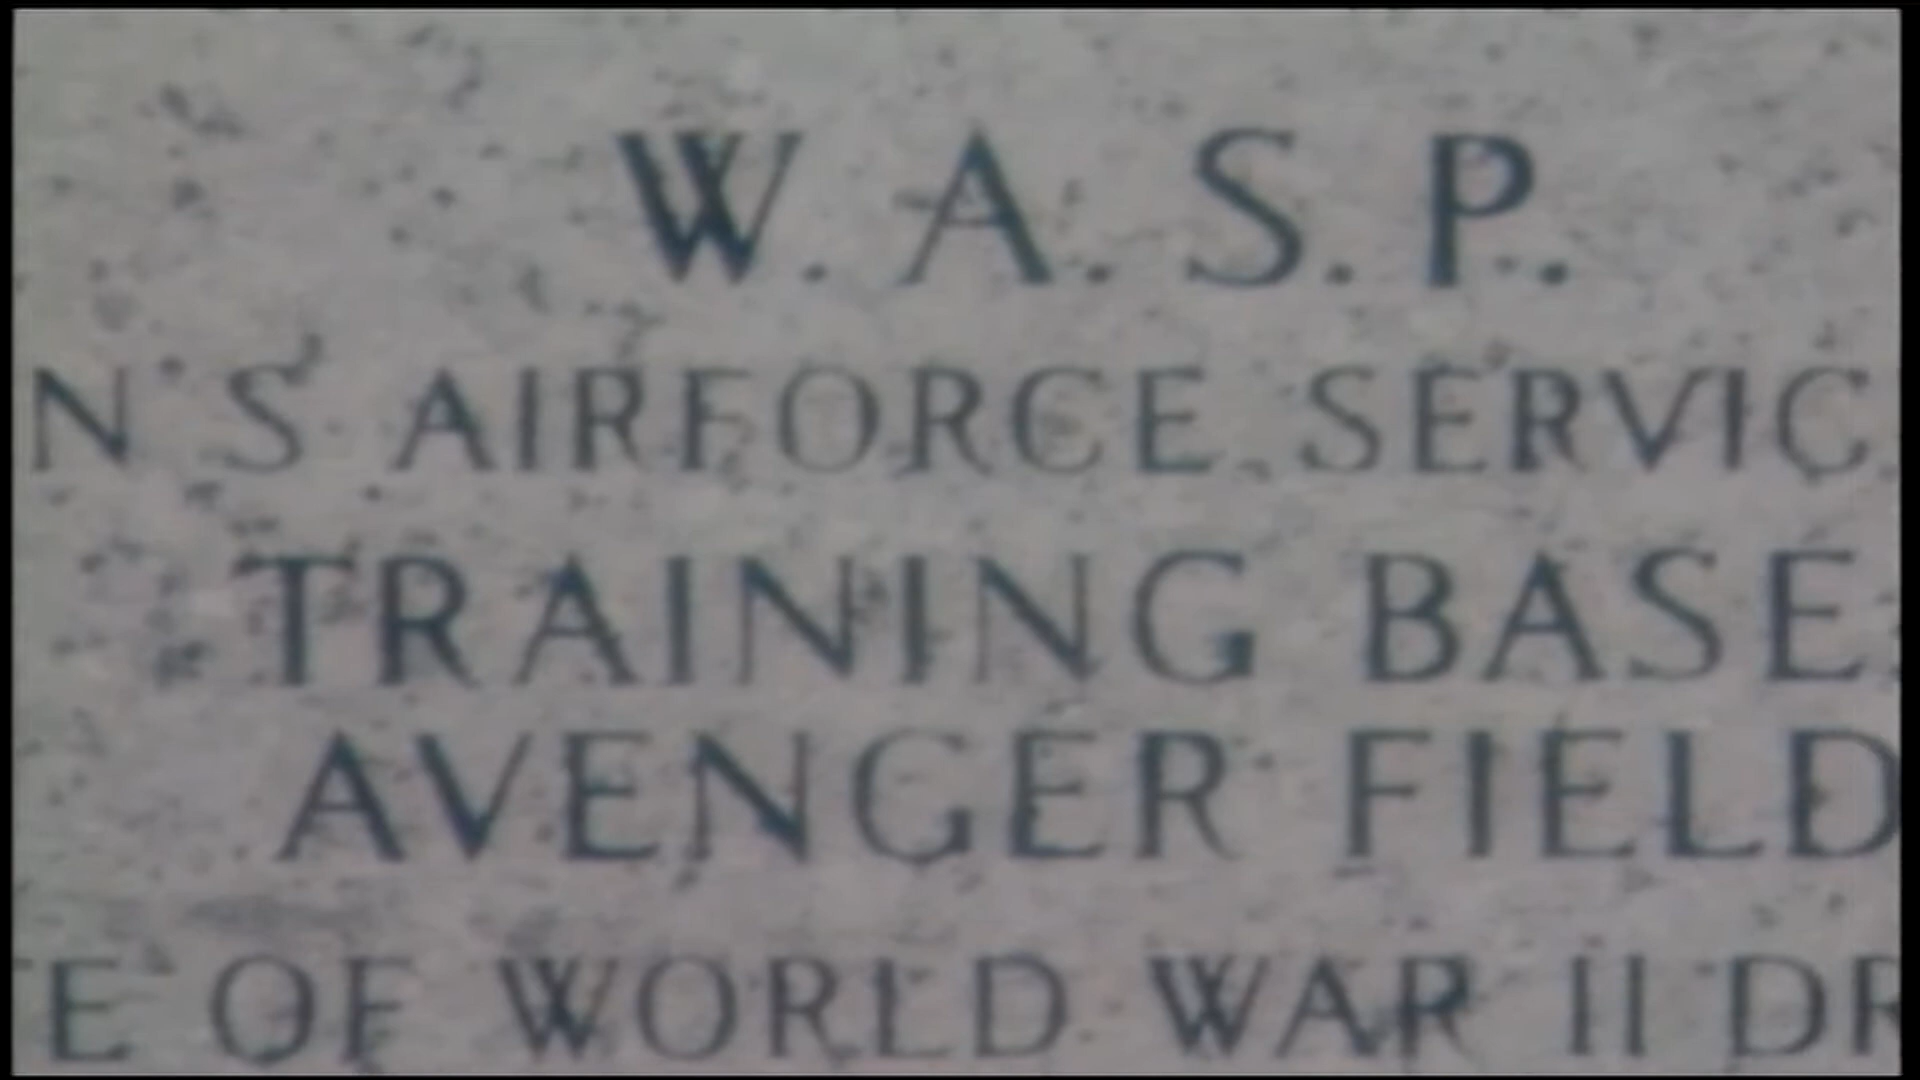 W. A. S. P.
N'S AIRFORCE SERVIC
TRAINING BASE
AVENGER FIELD
E OF WORLD WAR II DR